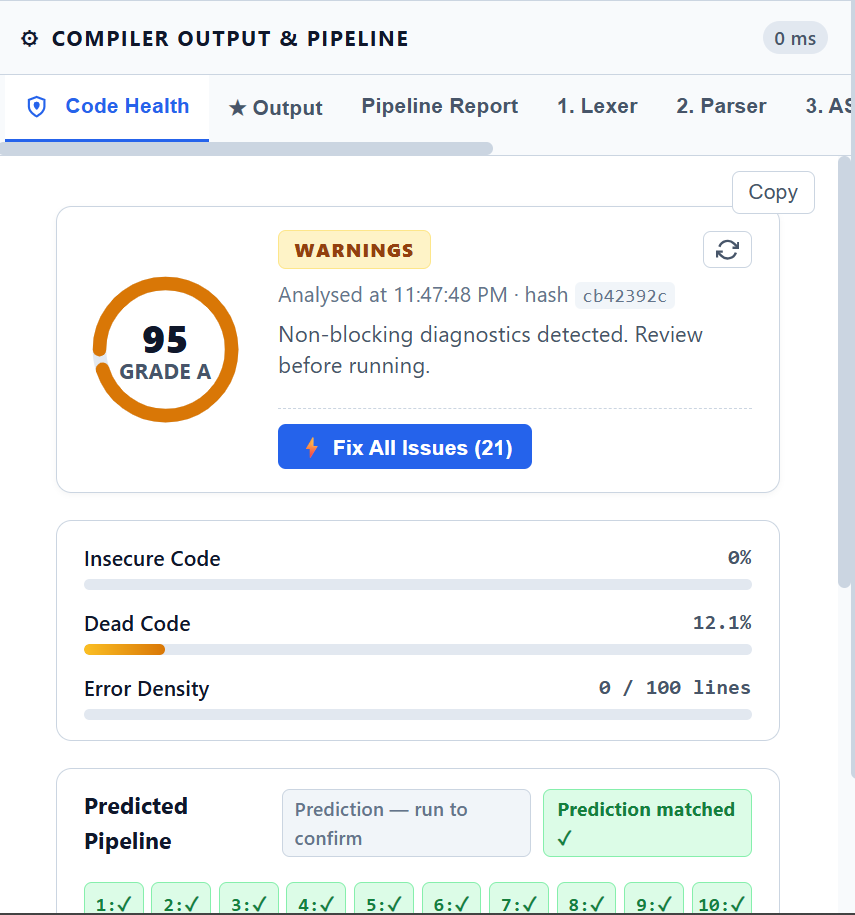 ⚙ COMPILER OUTPUT & PIPELINE
0 ms
Code Health
★ Output
Pipeline Report
1. Lexer
2. Parser
3. AS
Copy
WARNINGS
Analysed at 11:47:48 PM · hash cb42392c
95
GRADE A
Non-blocking diagnostics detected. Review
before running.
⚡ Fix All Issues (21)
Insecure Code
0%
Dead Code
12.1%
Error Density
0 / 100 lines
Predicted
Pipeline
Prediction — run to
confirm
Prediction matched
✓
1:✓
2:✓
3:✓
4:✓
5:✓
6:✓
7:✓
8:✓
9:✓
10:✓